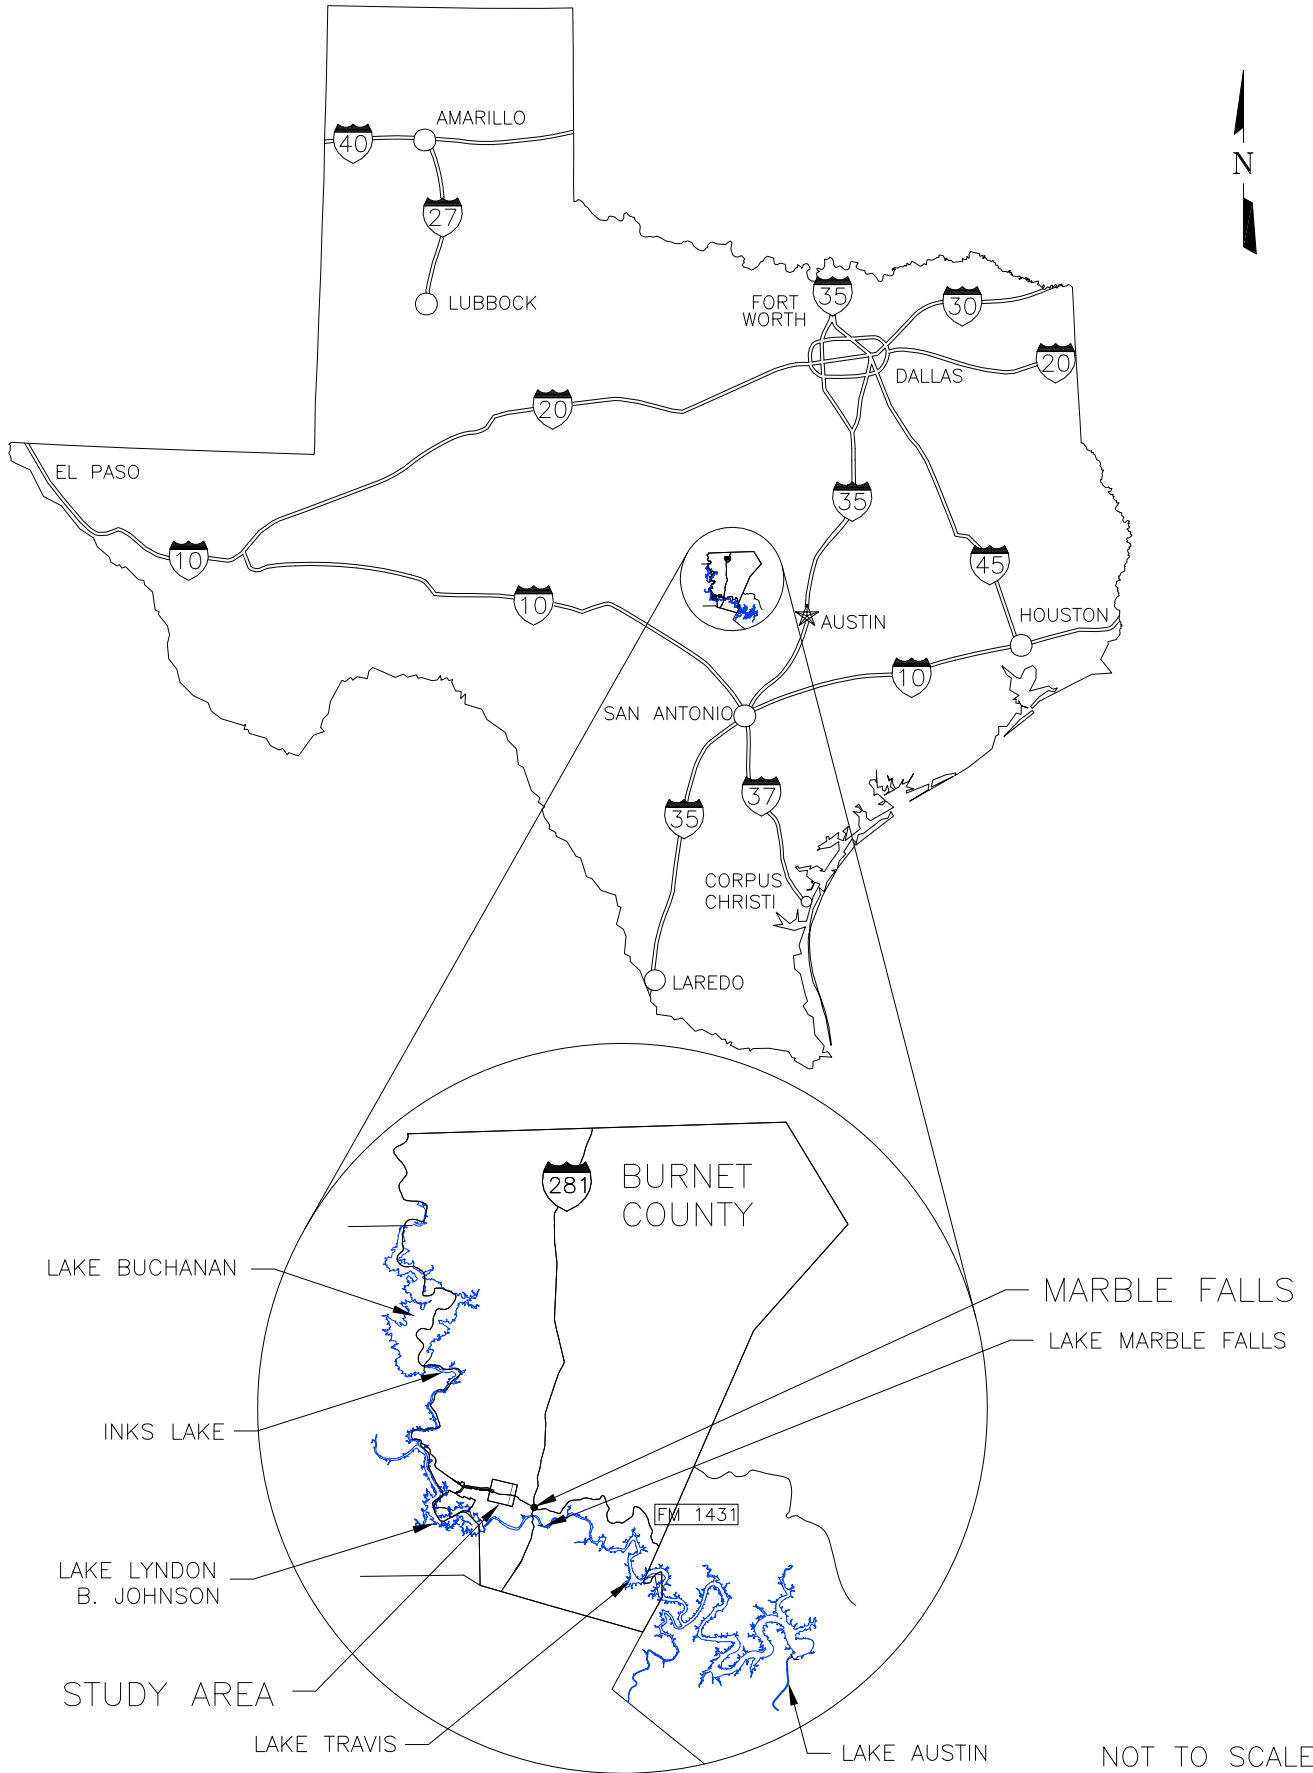 AMARILLO
40
N
27
LUBBOCK
35
30
FORT
WORTH
20
DALLAS
20
EL PASO
35
10
45
10
HOUSTON
AUSTIN
10
SAN ANTONIO
37
35
CORPUS
CHRISTI
LAREDO
281
BURNET
COUNTY
LAKE BUCHANAN
MARBLE FALLS
LAKE MARBLE FALLS
INKS LAKE
FM 1431
LAKE LYNDON
B. JOHNSON
STUDY AREA
LAKE TRAVIS
LAKE AUSTIN
NOT TO SCALE